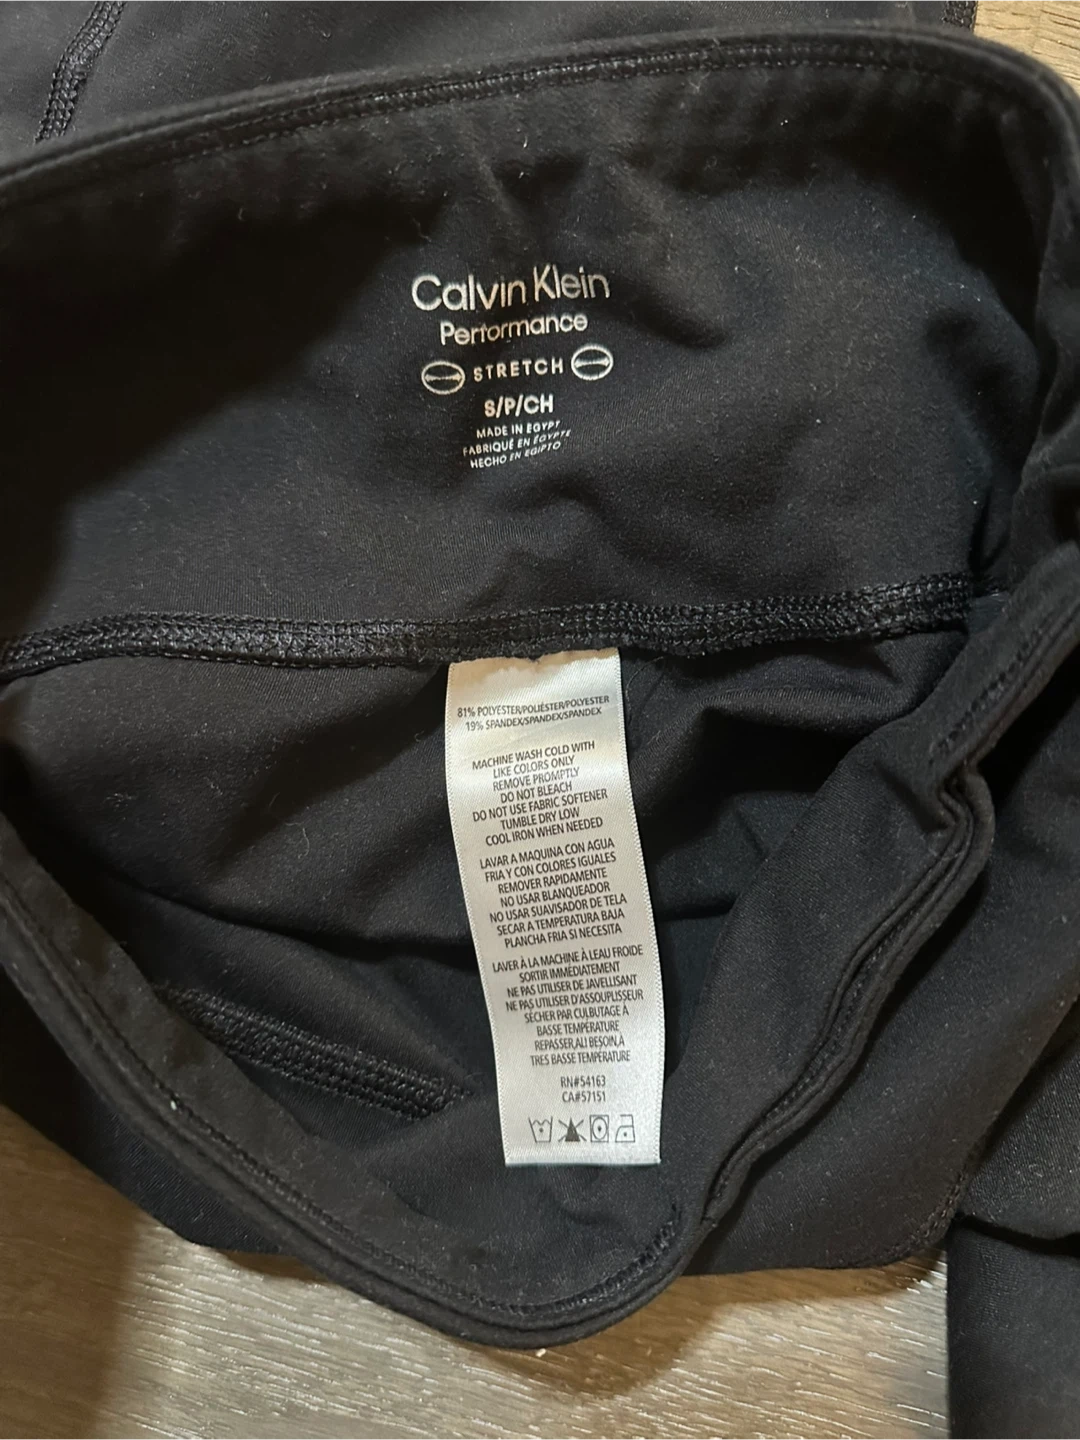 Calvin Klein
Performance
STRETCH
S/P/CH
MADE IN EGYPT
FABRIQUÉ EN ÉGYPTE
HECHO EN EGIPTO
81% POLYESTER/POLIÉSTER/POLYESTER
19% SPANDEX/SPANDEX/SPANDEX
MACHINE WASH COLD WITH
LIKE COLORS ONLY
REMOVE PROMPTLY
DO NOT BLEACH
DO NOT USE FABRIC SOFTENER
TUMBLE DRY LOW
COOL IRON WHEN NEEDED
LAVAR A MAQUINA CON AGUA
FRIA Y CON COLORES IGUALES
REMOVER RAPIDAMENTE
NO USAR BLANQUEADOR
NO USAR SUAVISADOR DE TELA
SECAR A TEMPERATURA BAJA
PLANCHA FRIA SI NECESITA
LAVER À LA MACHINE À LEAU FROIDE
SORTIR IMMÉDIATEMENT
NE PAS UTILISER DE JAVELLISANT
NE PAS UTILISER D'ASSOUPLISSEUR
SÉCHER PAR CULBUTAGE À
BASSE TEMPÉRATURE
REPASSER,ALI BESOIN,À
TRES BASSE TEMPÉRATURE
RN#54163
CA#57151